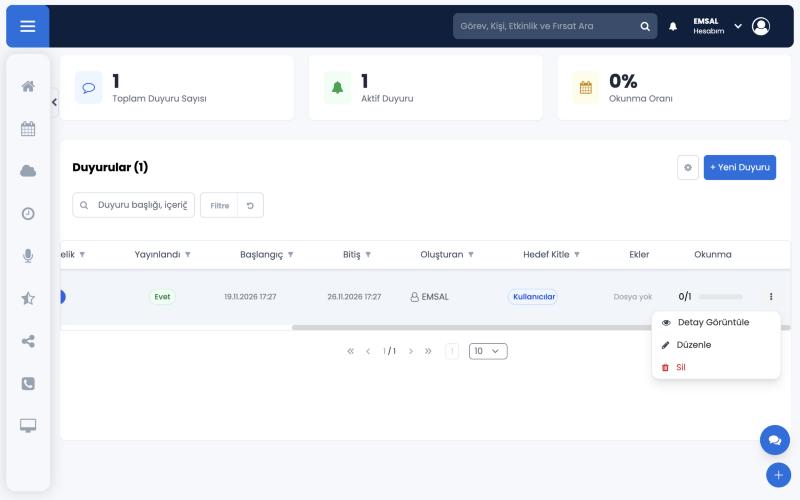 Görev, Kişi, Etkinlik ve Fırsat Ara
EMSAL
Hesabım
1
Toplam Duyuru Sayısı
1
Aktif Duyuru
0%
Okunma Oranı
Duyurular (1)
+ Yeni Duyuru
Duyuru başlığı, içeriğ
Filtre
elik Yayınlandı Başlangıç Bitiş Oluşturan Hedef Kitle Ekler Okunma
Evet 19.11.2026 17:27 26.11.2026 17:27 EMSAL Kullanıcılar Dosya yok 0/1
Detay Görüntüle
Düzenle
Sil
« ‹ 1 / 1 › » 1 10